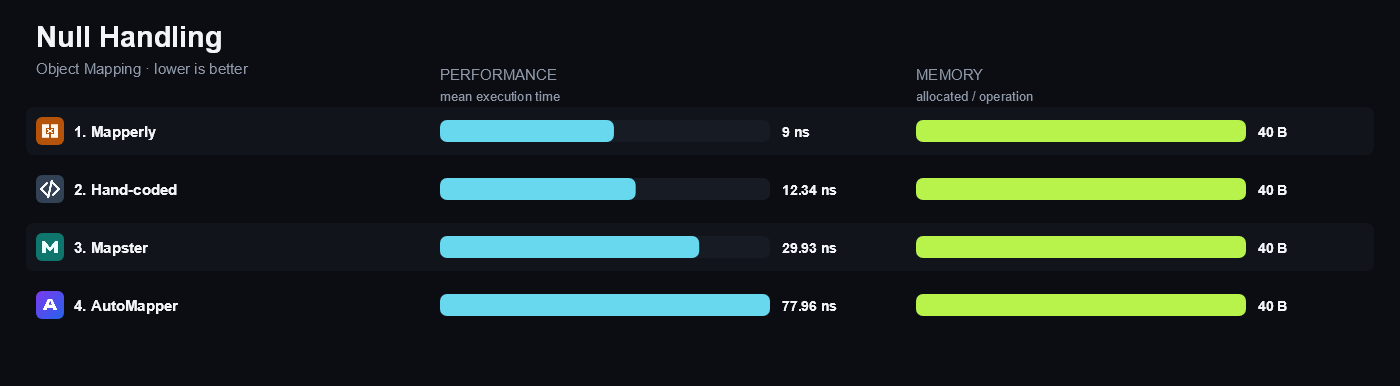 Null Handling
Object Mapping · lower is better
PERFORMANCE
mean execution time
MEMORY
allocated / operation
1. Mapperly 9 ns 40 B
2. Hand-coded 12.34 ns 40 B
M 3. Mapster 29.93 ns 40 B
A 4. AutoMapper 77.96 ns 40 B